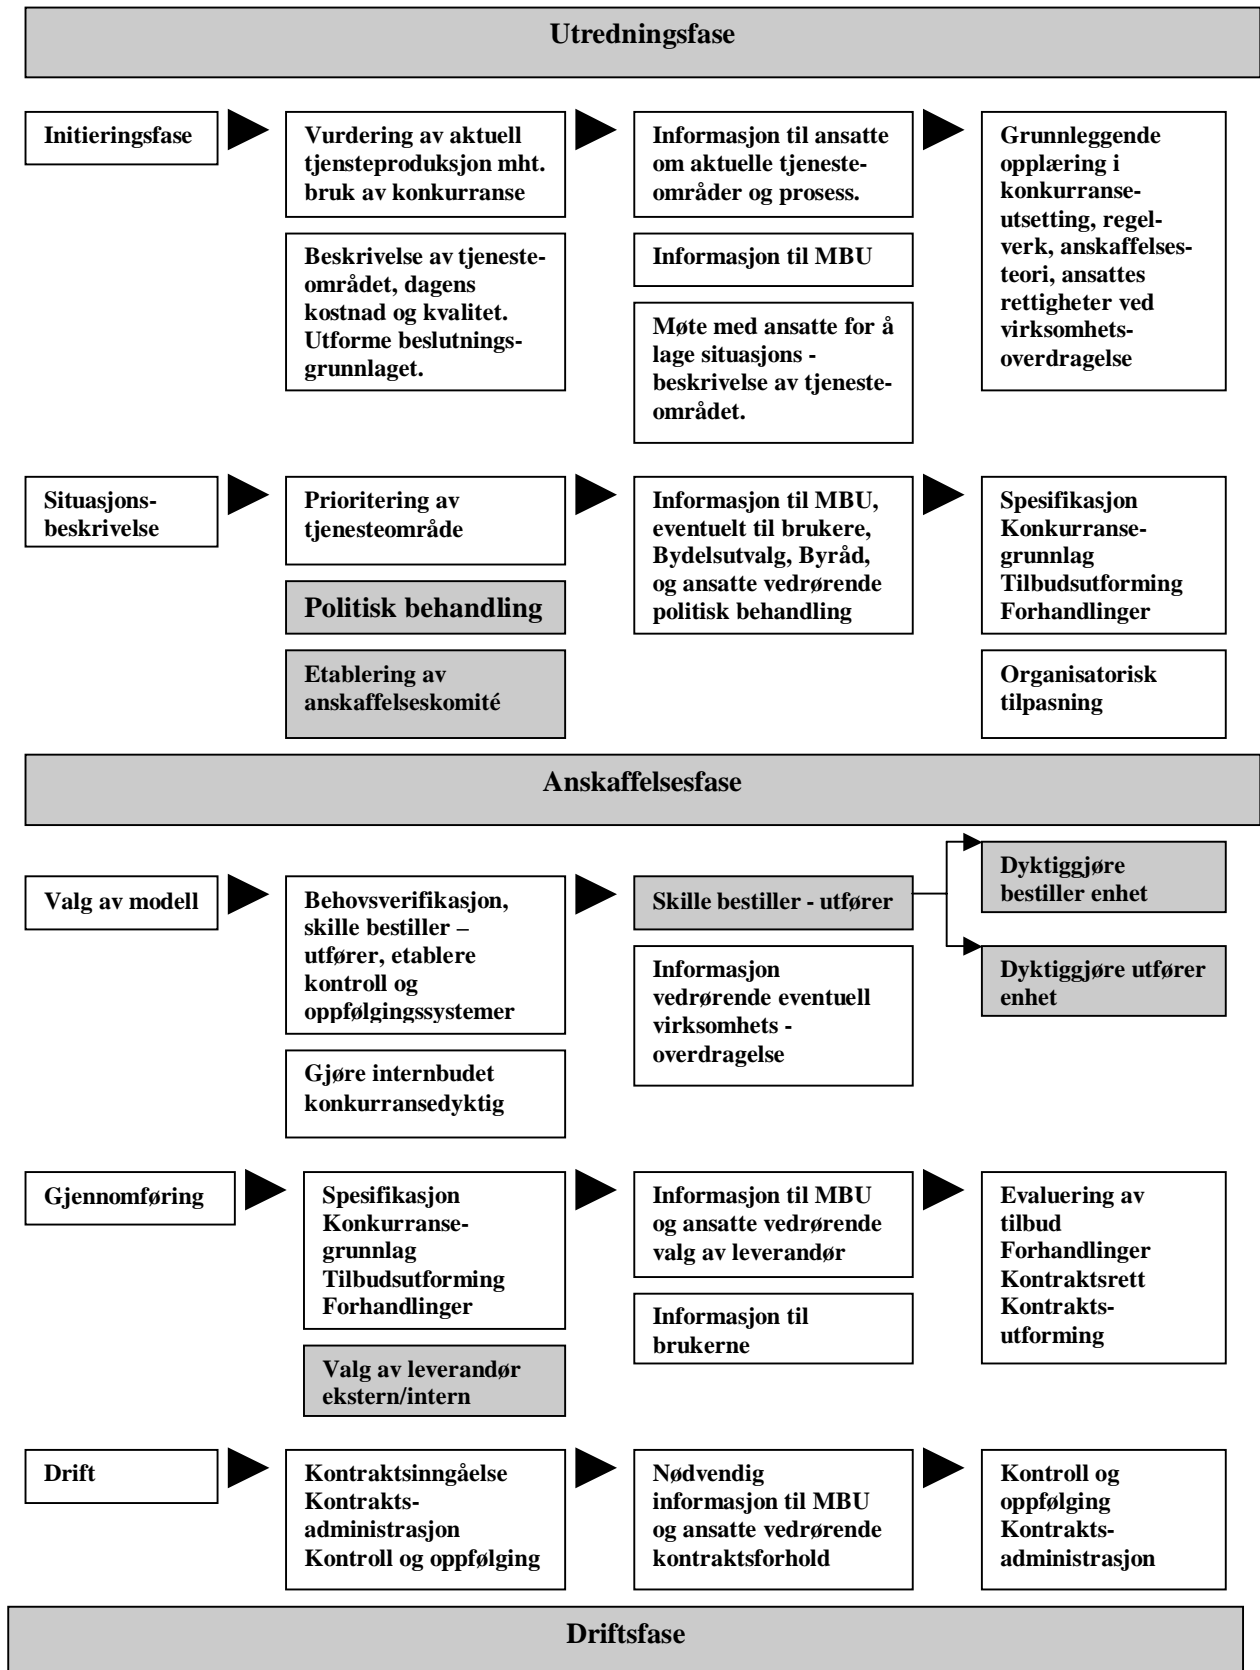 Utredningsfase
Initieringsfase
Vurdering av aktuell
tjensteproduksjon mht.
bruk av konkurranse
Beskrivelse av tjeneste-
området, dagens
kostnad og kvalitet.
Utforme beslutnings-
grunnlaget.
Informasjon til ansatte
om aktuelle tjeneste-
områder og prosess.
Informasjon til MBU
Møte med ansatte for å
lage situasjons -
beskrivelse av tjeneste-
området.
Grunnleggende
opplæring i
konkurranse-
utsetting, regel-
verk, anskaffelses-
teori, ansattes
rettigheter ved
virksomhets-
overdragelse
Situasjons-
beskrivelse
Prioritering av
tjenesteområde
Politisk behandling
Etablering av
anskaffelseskomité
Informasjon til MBU,
eventuelt til brukere,
Bydelsutvalg, Byråd,
og ansatte vedrørende
politisk behandling
Spesifikasjon
Konkurranse-
grunnlag
Tilbudsutforming
Forhandlinger
Organisatorisk
tilpasning
Anskaffelsesfase
Valg av modell
Behovsverifikasjon,
skille bestiller –
utfører, etablere
kontroll og
oppfølgingssystemer
Gjøre internbudet
konkurransedyktig
Skille bestiller - utfører
Informasjon
vedrørende eventuell
virksomhets -
overdragelse
Dyktiggjøre
bestiller enhet
Dyktiggjøre utfører
enhet
Gjennomføring
Spesifikasjon
Konkurranse-
grunnlag
Tilbudsutforming
Forhandlinger
Valg av leverandør
ekstern/intern
Informasjon til MBU
og ansatte vedrørende
valg av leverandør
Informasjon til
brukerne
Evaluering av
tilbud
Forhandlinger
Kontraktsrett
Kontrakts-
utforming
Drift
Kontraktsinngåelse
Kontrakts-
administrasjon
Kontroll og oppfølging
Nødvendig
informasjon til MBU
og ansatte vedrørende
kontraktsforhold
Kontroll og
oppfølging
Kontrakts-
administrasjon
Driftsfase